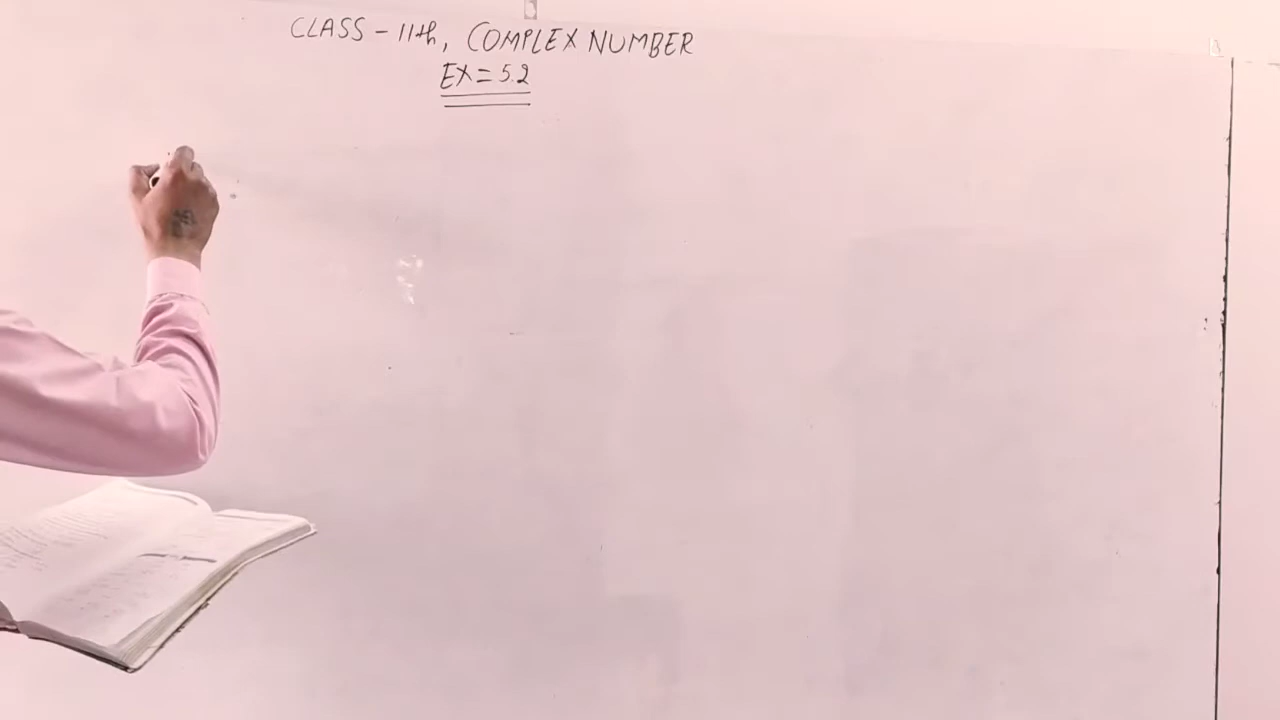 CLASS - 11th, COMPLEX NUMBER
EX = 5.2